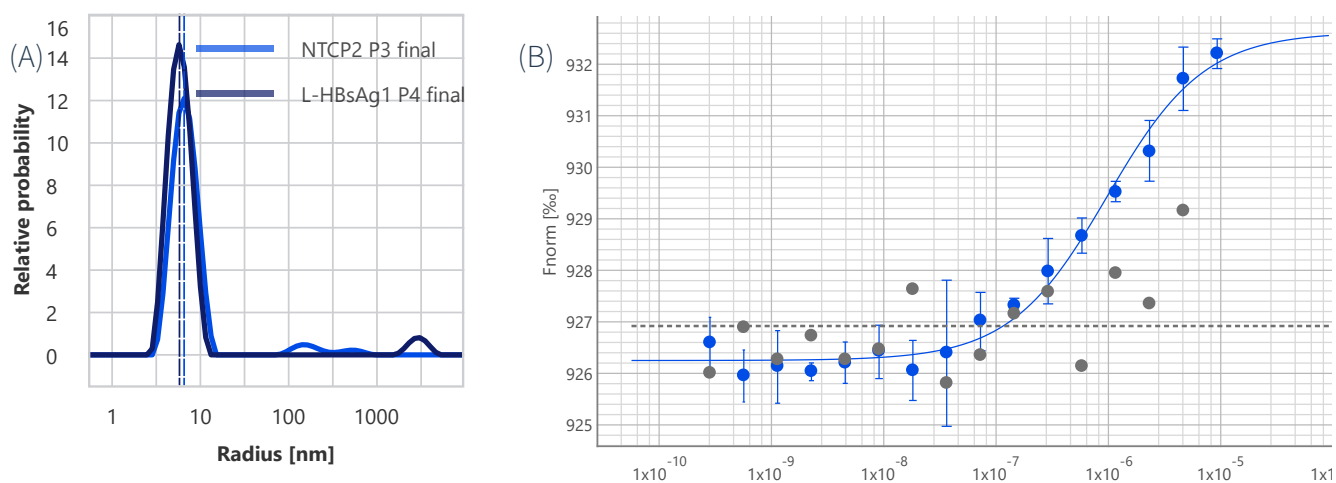 (A)
16
14
12
10
8
6
4
2
0
Relative probability
NTCP2 P3 final
L-HBsAg1 P4 final
1
10
100
1000
Radius [nm]
(B)
932
931
930
929
928
927
926
925
Fnorm [‰]
1x10-10
1x10-9
1x10-8
1x10-7
1x10-6
1x10-5
1x1